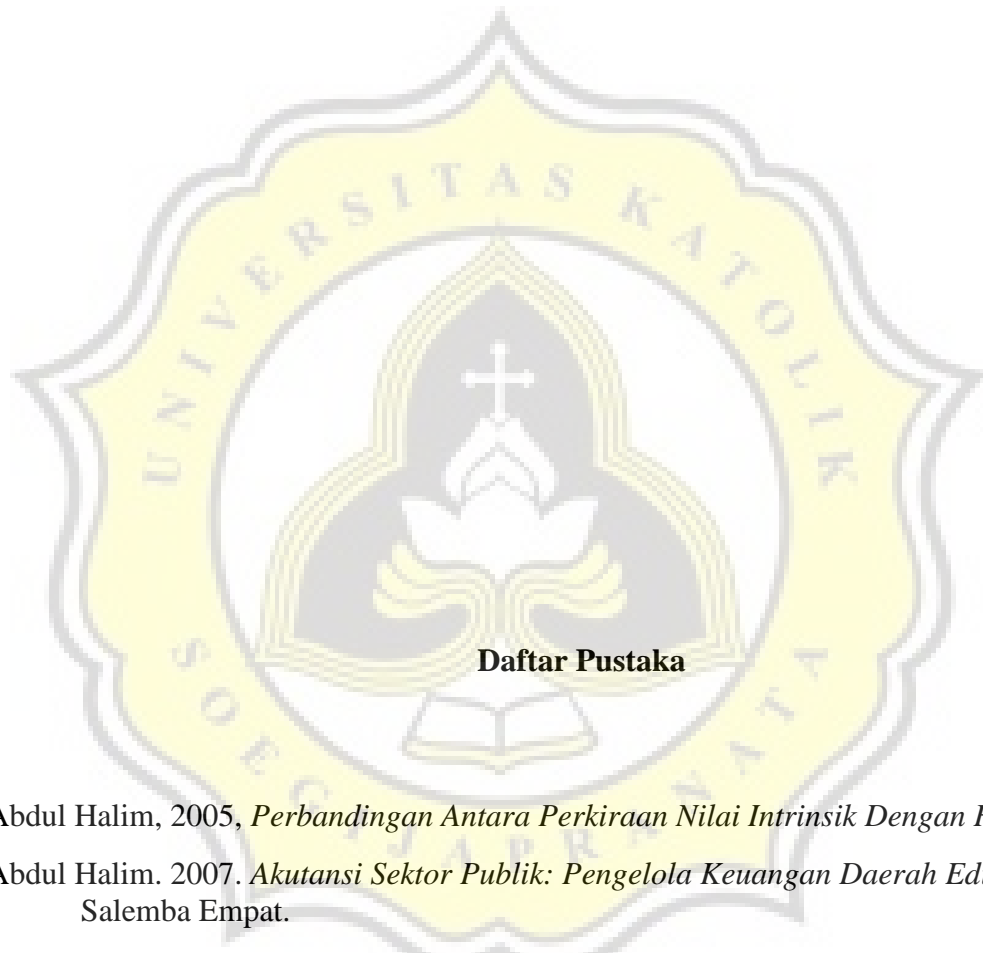 UNIVERSITAS KATOLIK
SOEGIJAPRANATA
Daftar Pustaka
Abdul Halim, 2005, Perbandingan Antara Perkiraan Nilai Intrinsik Dengan
Abdul Halim. 2007. Akutansi Sektor Publik: Pengelola Keuangan Daerah
Salemba Empat.